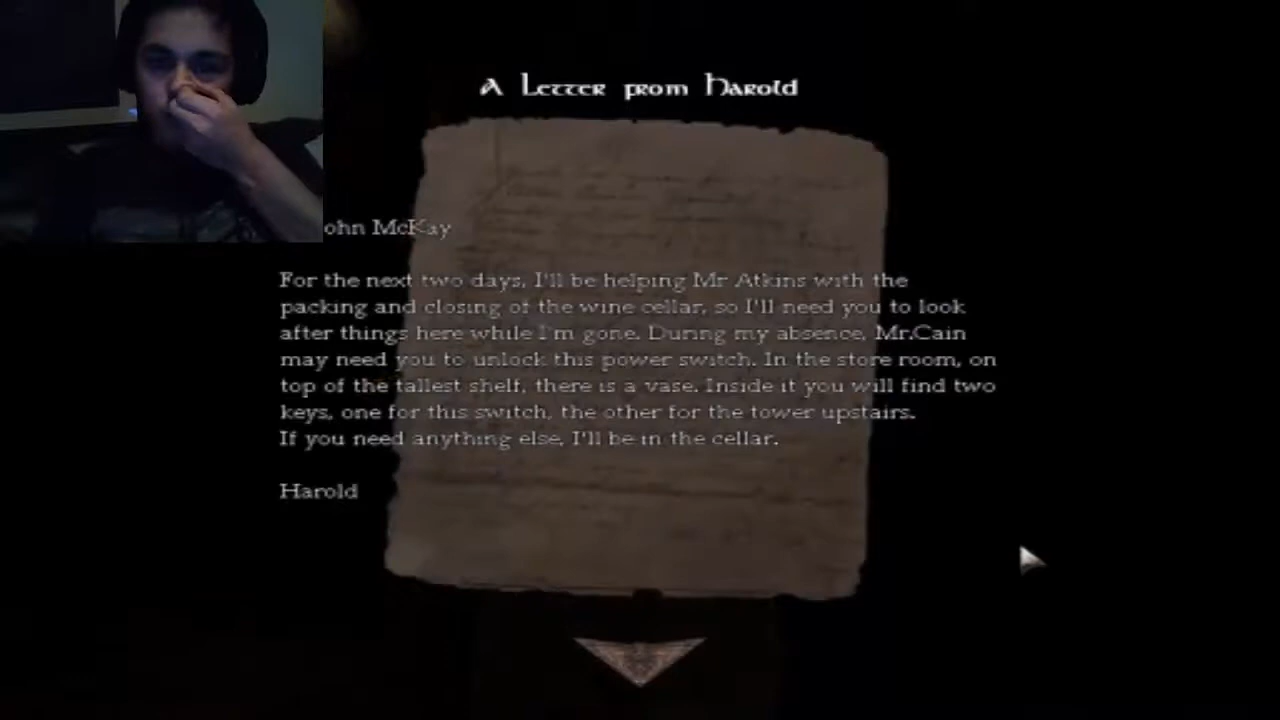 A Letter from Harold
ohn McKay
For the next two days, I'll be helping Mr Atkins with the
packing and closing of the wine cellar, so I'll need you to look
after things here while I'm gone. During my absence, Mr.Cain
may need you to unlock this power switch. In the store room, on
top of the tallest shelf, there is a vase. Inside it you will find two
keys, one for this switch, the other for the tower upstairs.
If you need anything else, I'll be in the cellar.
Harold